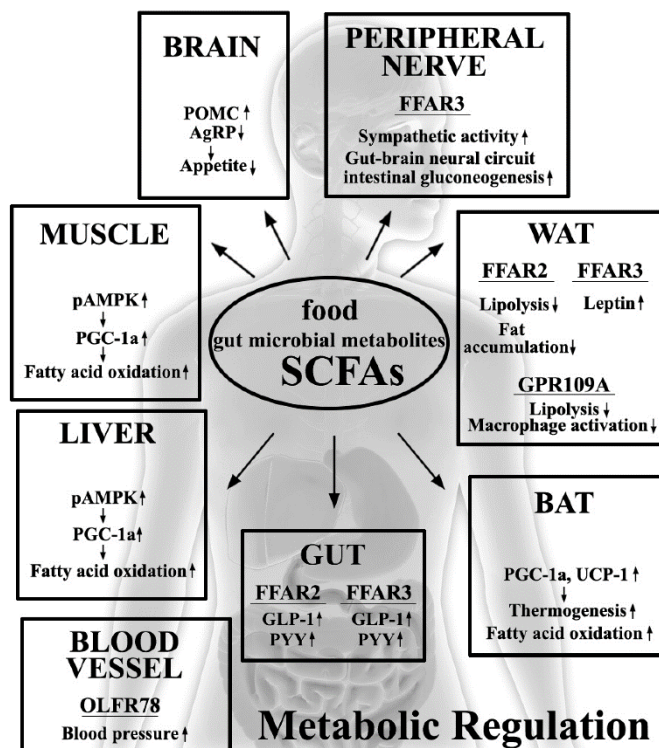 BRAIN
POMC↑
AgRP↓
↓
Appetite↓
PERIPHERAL
NERVE
FFAR3
Sympathetic activity↑
Gut-brain neural circuit
intestinal gluconeogenesis↑
MUSCLE
pAMPK↑
↓
PGC-1a↑
↓
Fatty acid oxidation↑
food
gut microbial metabolites
SCFAs
WAT
FFAR2 FFAR3
Lipolysis↓ Leptin↑
Fat
accumulation↓
GPR109A
Lipolysis↓
Macrophage activation↓
LIVER
pAMPK↑
↓
PGC-1a↑
↓
Fatty acid oxidation↑
GUT
FFAR2 FFAR3
GLP-1↑ GLP-1↑
PYY↑ PYY↑
BAT
PGC-1a, UCP-1↑
↓
Thermogenesis↑
Fatty acid oxidation↑
BLOOD
VESSEL
OLFR78
Blood pressure↑
Metabolic Regulation